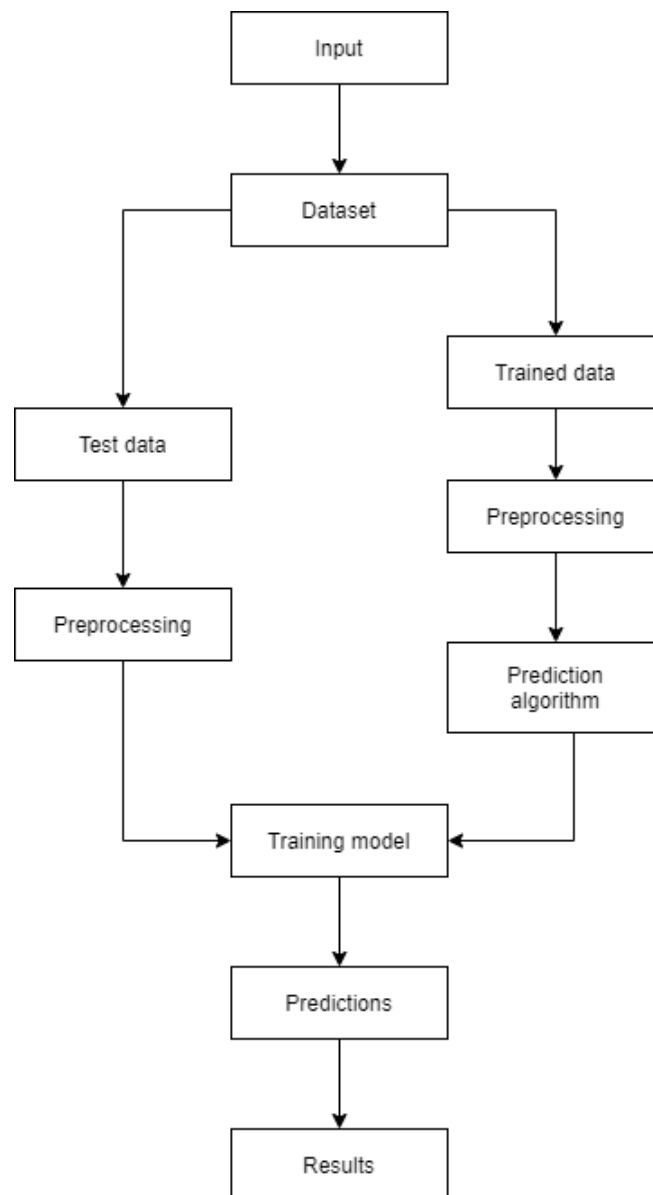 Input
Dataset
Trained data
Test data
Preprocessing
Preprocessing
Prediction
algorithm
Training model
Predictions
Results